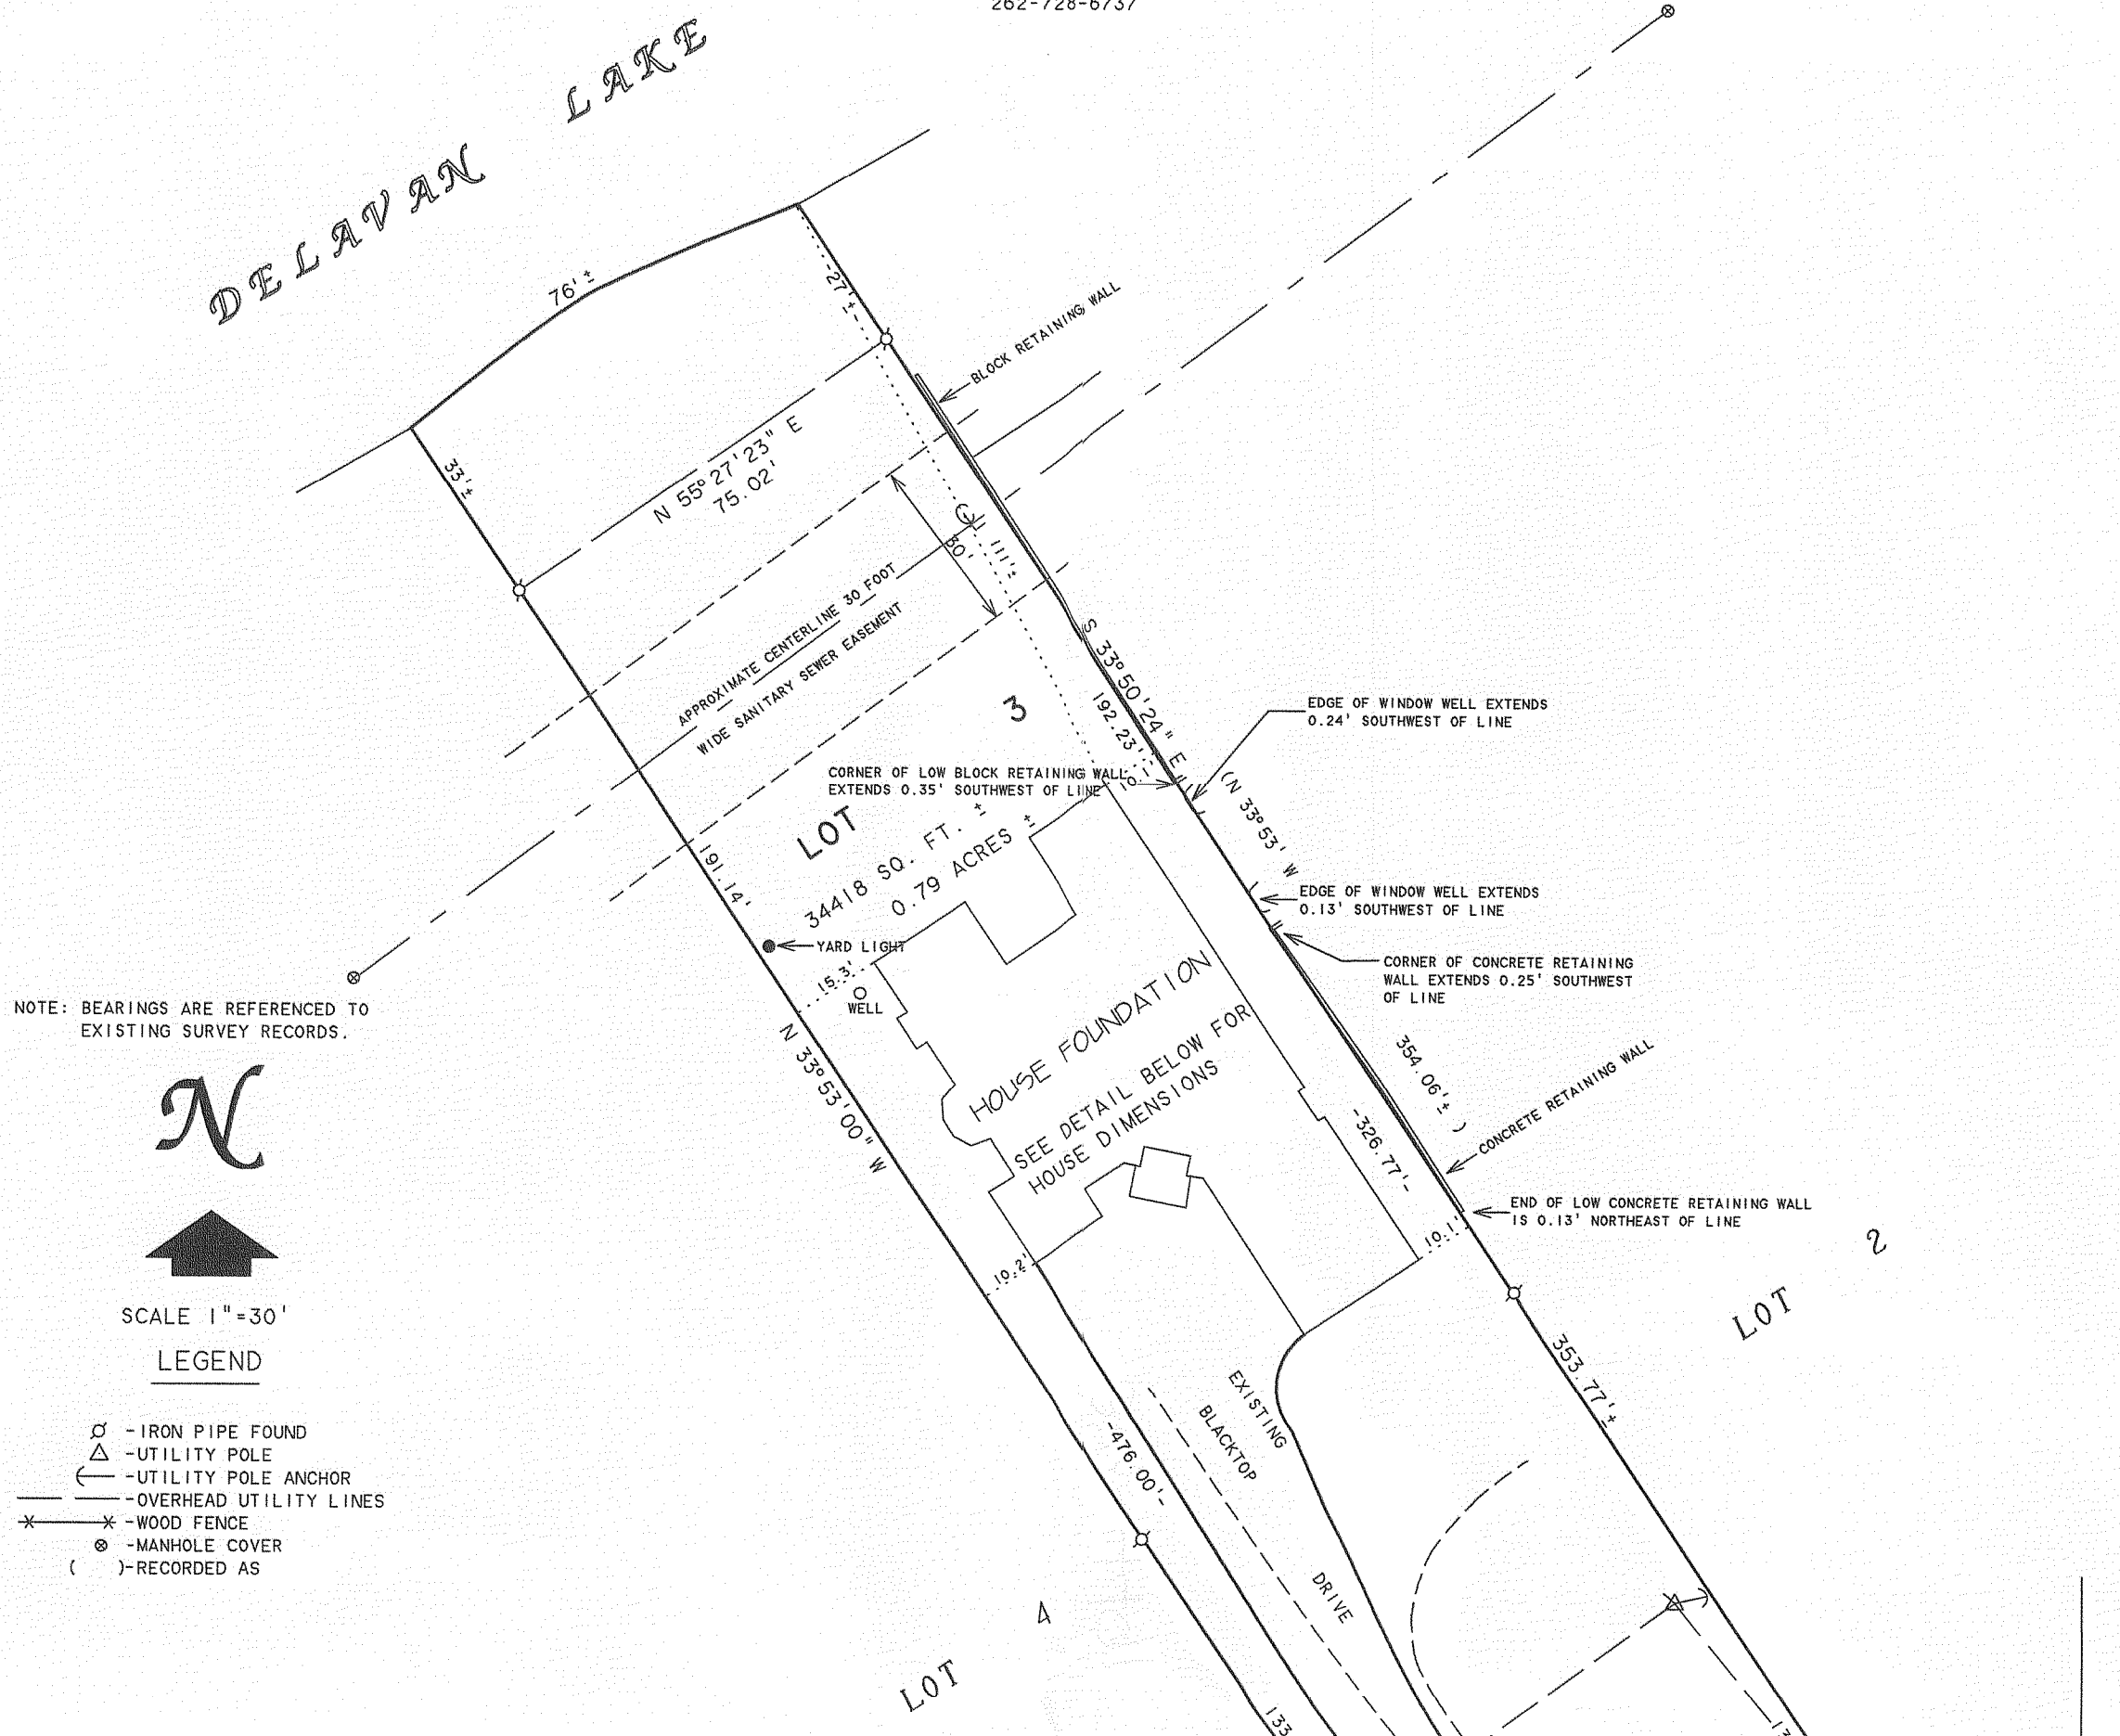 262-728-6737
DELAVAN LAKE
76'±
27'±
33'±
BLOCK RETAINING WALL
N 55°27'23" E
75.02'
30'
111'±
APPROXIMATE CENTERLINE 30 FOOT
WIDE SANITARY SEWER EASEMENT
S 33°50'24" E
192.23'
EDGE OF WINDOW WELL EXTENDS
0.24' SOUTHWEST OF LINE
3
LOT
CORNER OF LOW BLOCK RETAINING WALL
EXTENDS 0.35' SOUTHWEST OF LINE
10.1'
(N 33°53' W
354.06'± )
34418 SQ. FT. ±
0.79 ACRES ±
191.14'
EDGE OF WINDOW WELL EXTENDS
0.13' SOUTHWEST OF LINE
YARD LIGHT
15.3'
WELL
CORNER OF CONCRETE RETAINING
WALL EXTENDS 0.25' SOUTHWEST
OF LINE
NOTE: BEARINGS ARE REFERENCED TO
EXISTING SURVEY RECORDS.
N 33°53'00" W
HOUSE FOUNDATION
SEE DETAIL BELOW FOR
HOUSE DIMENSIONS
CONCRETE RETAINING WALL
-326.77'-
END OF LOW CONCRETE RETAINING WALL
IS 0.13' NORTHEAST OF LINE
10.1'
10.2'
N
SCALE 1"=30'
LEGEND
-IRON PIPE FOUND
-UTILITY POLE
-UTILITY POLE ANCHOR
-OVERHEAD UTILITY LINES
-WOOD FENCE
-MANHOLE COVER
( )-RECORDED AS
LOT 2
353.77'±
EXISTING
BLACKTOP
DRIVE
-476.00'-
LOT 4
133